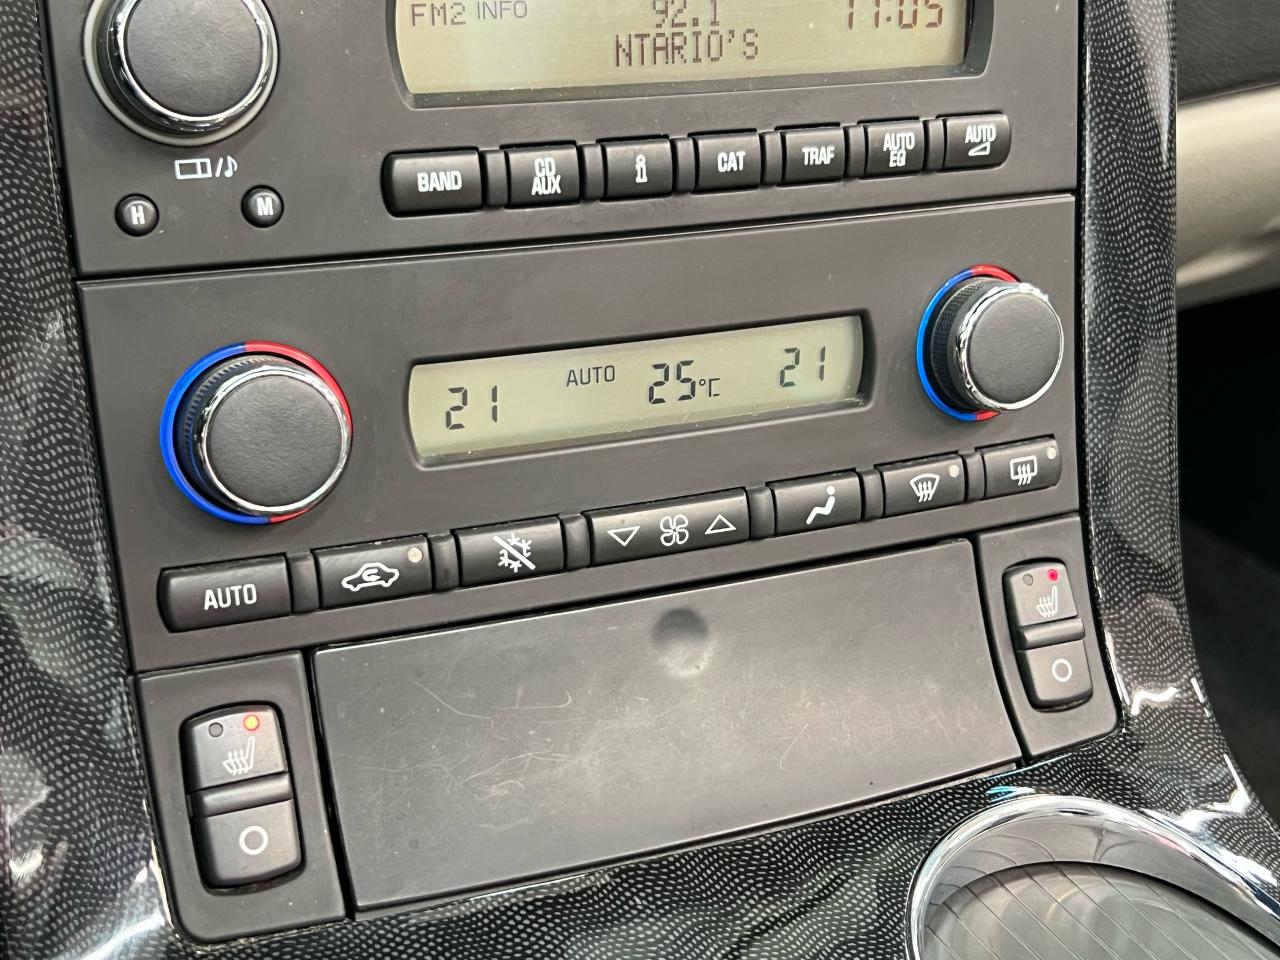 FM2 INFO 92.1 11:05
NTARIO'S
BAND CD AUX i CAT TRAF AUTO EQ AUTO
H M
21 AUTO 25°C 21
AUTO